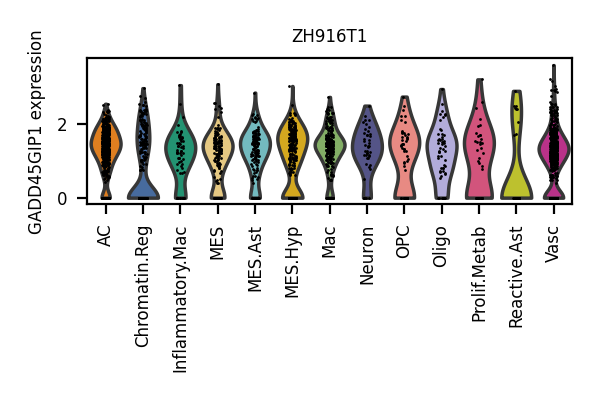 ZH916T1
GADD45GIP1 expression
2
0
AC
Chromatin.Reg
Inflammatory.Mac
MES
MES.Ast
MES.Hyp
Mac
Neuron
OPC
Oligo
Prolif.Metab
Reactive.Ast
Vasc